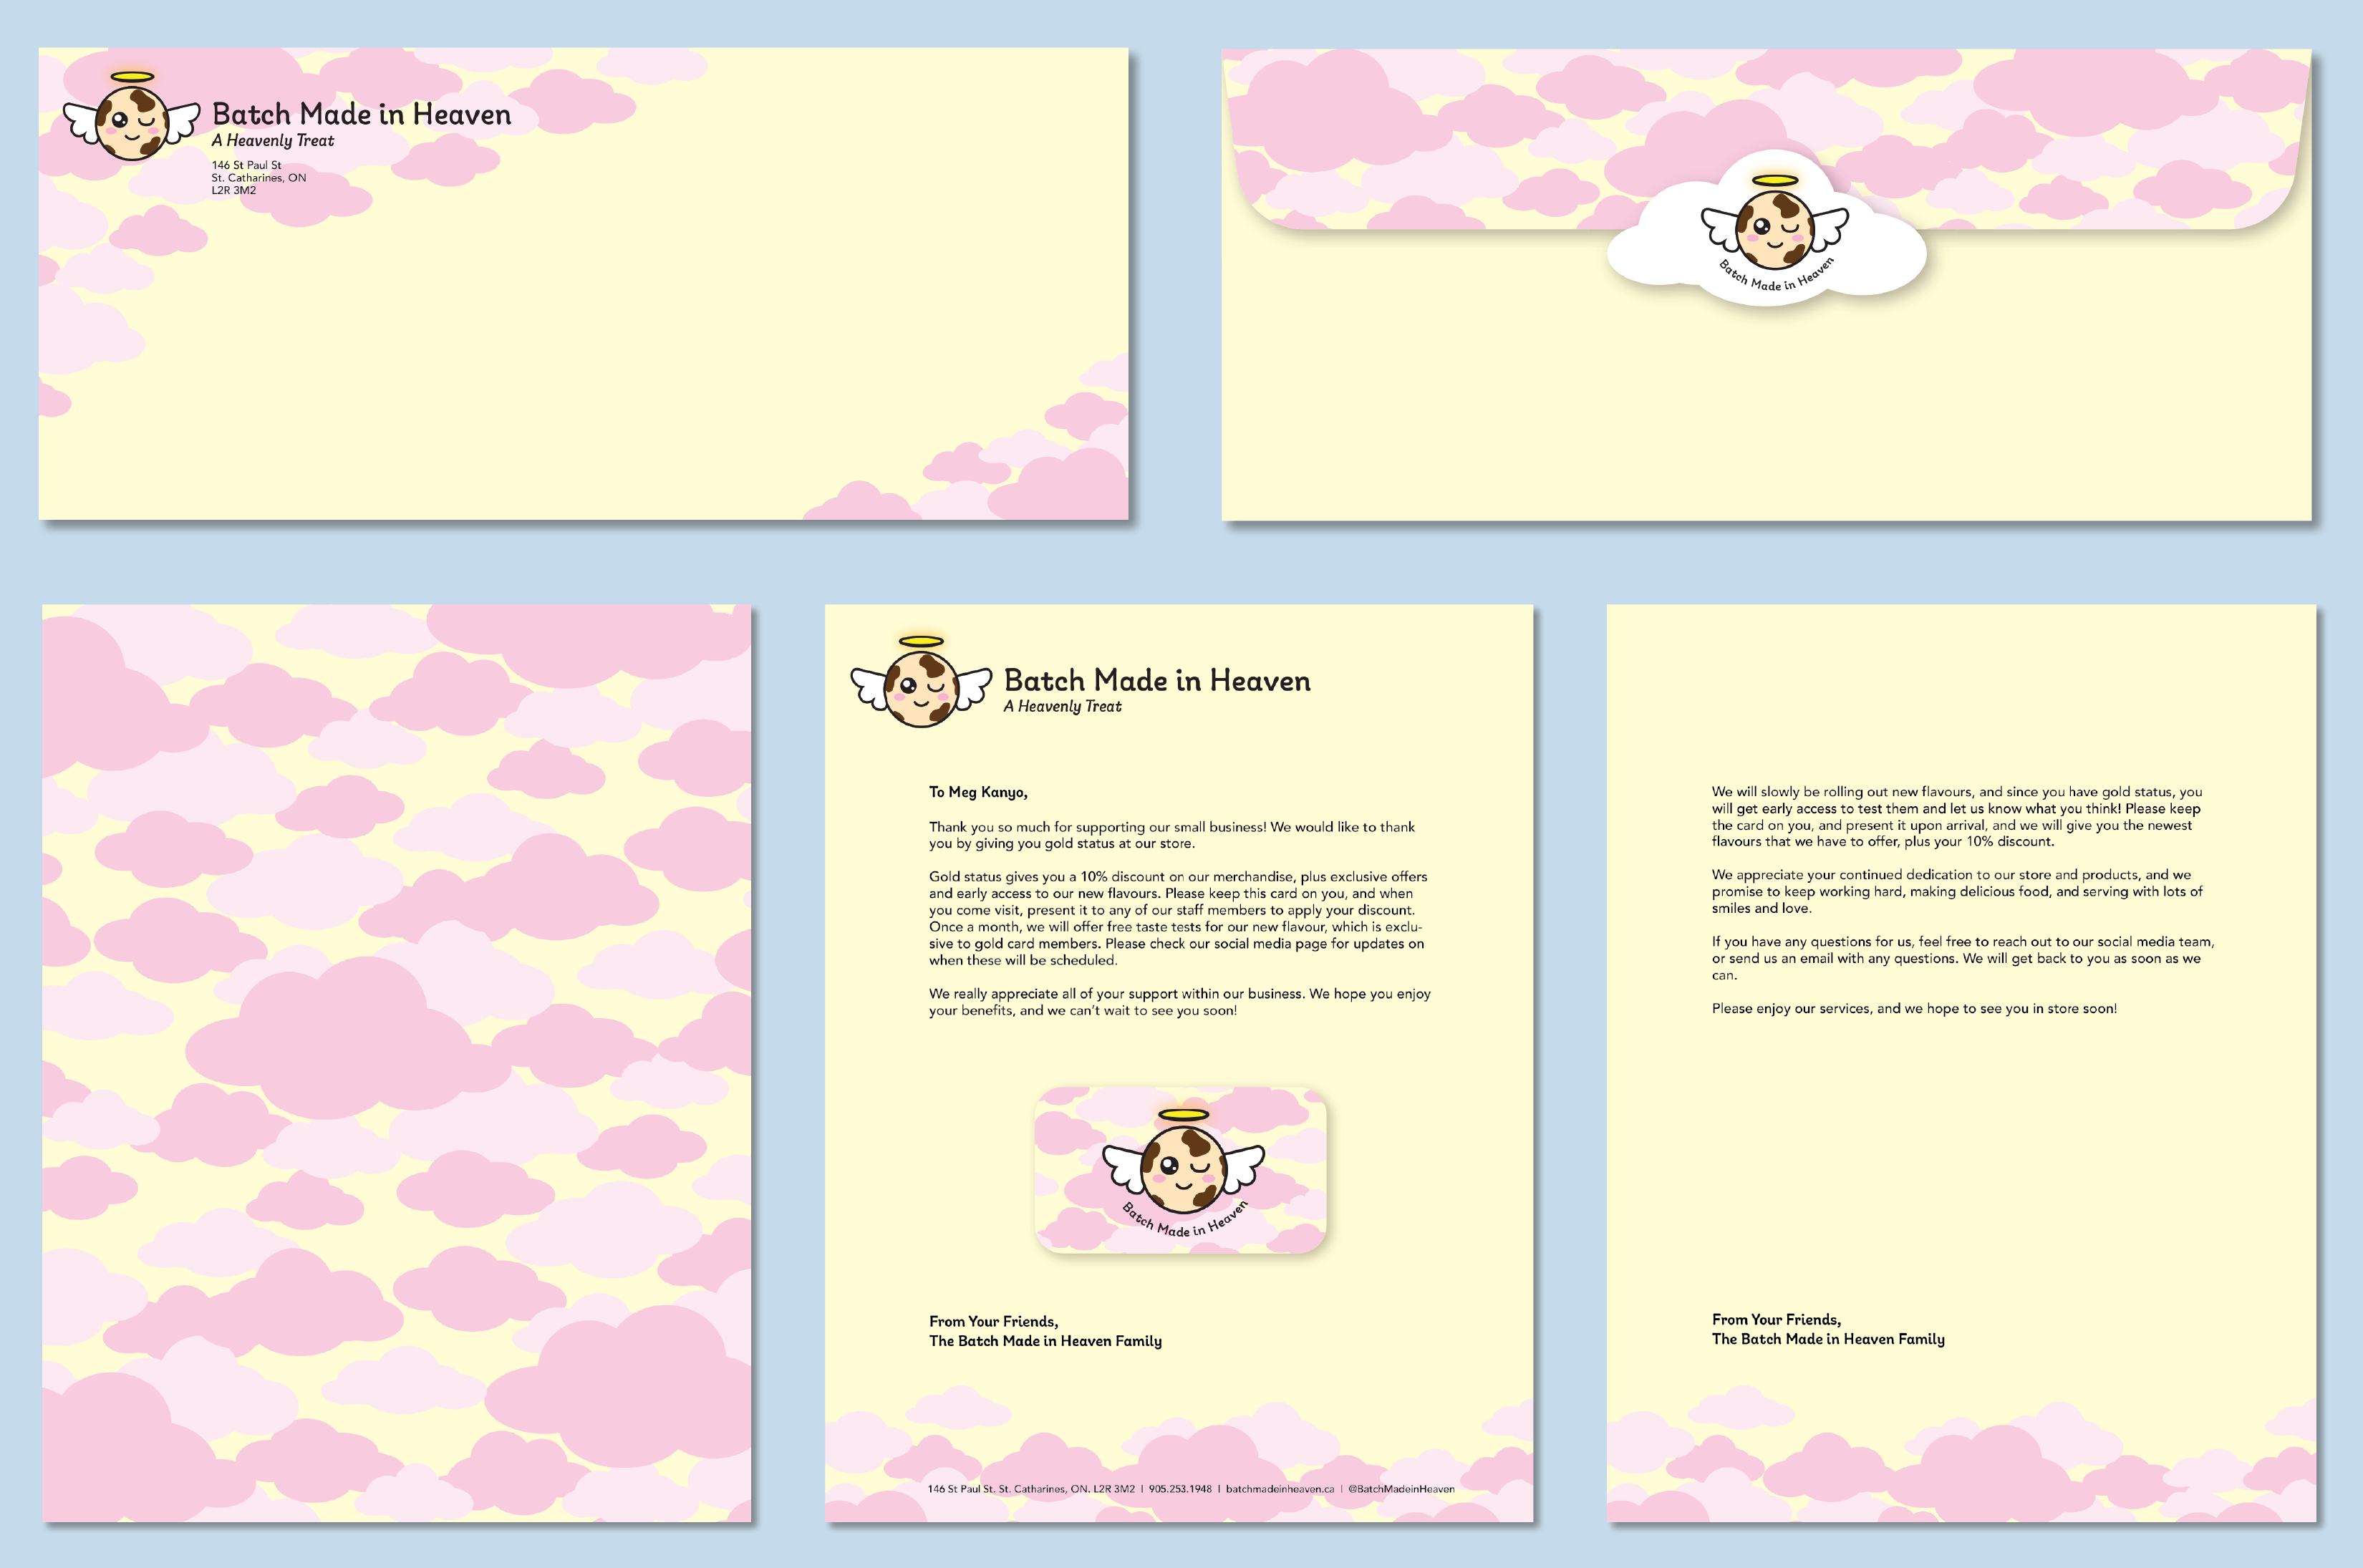 Batch Made in Heaven
A Heavenly Treat
146 St Paul St
St. Catharines, ON
L2R 3M2
Batch Made in Heaven
Batch Made in Heaven
A Heavenly Treat
To Meg Kanyo,
Thank you so much for supporting our small business! We would like to thank
you by giving you gold status at our store.
Gold status gives you a 10% discount on our merchandise, plus exclusive offers
and early access to our new flavours. Please keep this card on you, and when
you come visit, present it to any of our staff members to apply your discount.
Once a month, we will offer free taste tests for our new flavour, which is exclu-
sive to gold card members. Please check our social media page for updates on
when these will be scheduled.
We really appreciate all of your support within our business. We hope you enjoy
your benefits, and we can't wait to see you soon!
Batch Made in Heaven
From Your Friends,
The Batch Made in Heaven Family
146 St Paul St. St. Catharines, ON. L2R 3M2 | 905.253.1948 | batchmadeinheaven.ca | @BatchMadeinHeaven
We will slowly be rolling out new flavours, and since you have gold status, you
will get early access to test them and let us know what you think! Please keep
the card on you, and present it upon arrival, and we will give you the newest
flavours that we have to offer, plus your 10% discount.
We appreciate your continued dedication to our store and products, and we
promise to keep working hard, making delicious food, and serving with lots of
smiles and love.
If you have any questions for us, feel free to reach out to our social media team,
or send us an email with any questions. We will get back to you as soon as we
can.
Please enjoy our services, and we hope to see you in store soon!
From Your Friends,
The Batch Made in Heaven Family